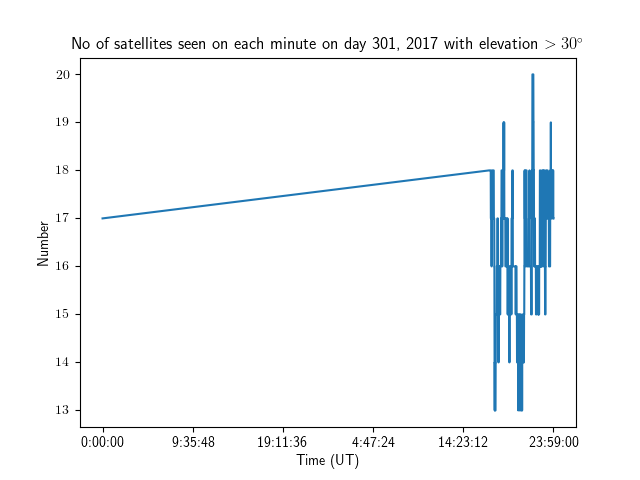 No of satellites seen on each minute on day 301, 2017 with elevation > 30°
20
19
18
17
16
15
14
13
Number
0:00:00 9:35:48 19:11:36 4:47:24 14:23:12 23:59:00
Time (UT)